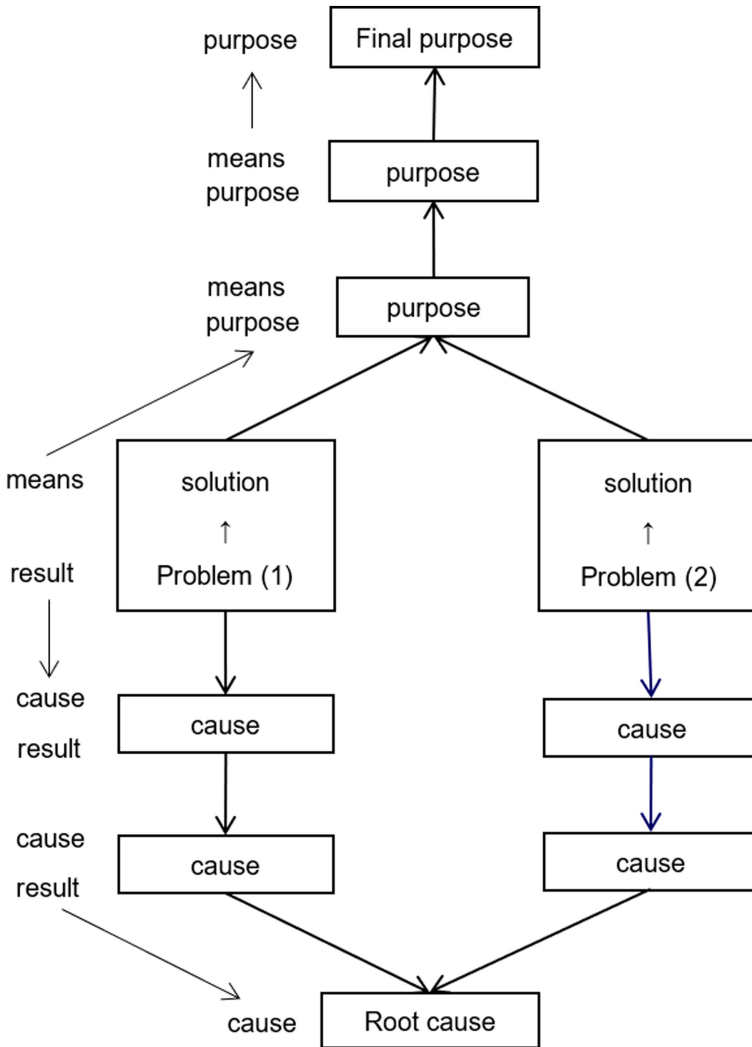 purpose
Final purpose
means
purpose
purpose
means
purpose
purpose
means
solution
↑
Problem (1)
solution
↑
Problem (2)
result
cause
result
cause
cause
cause
result
cause
cause
cause
Root cause